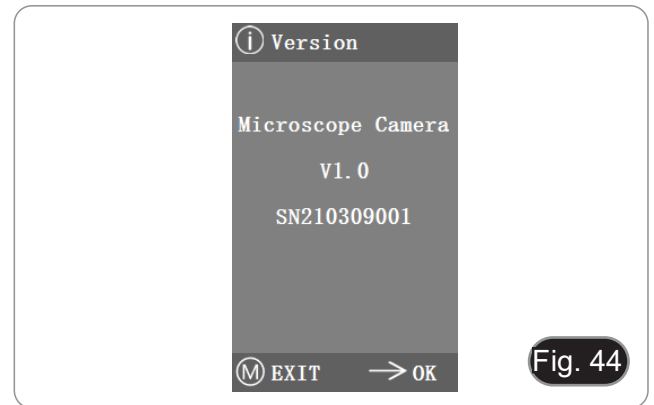 i Version
Microscope Camera
V1.0
SN210309001
M EXIT → OK
Fig. 44